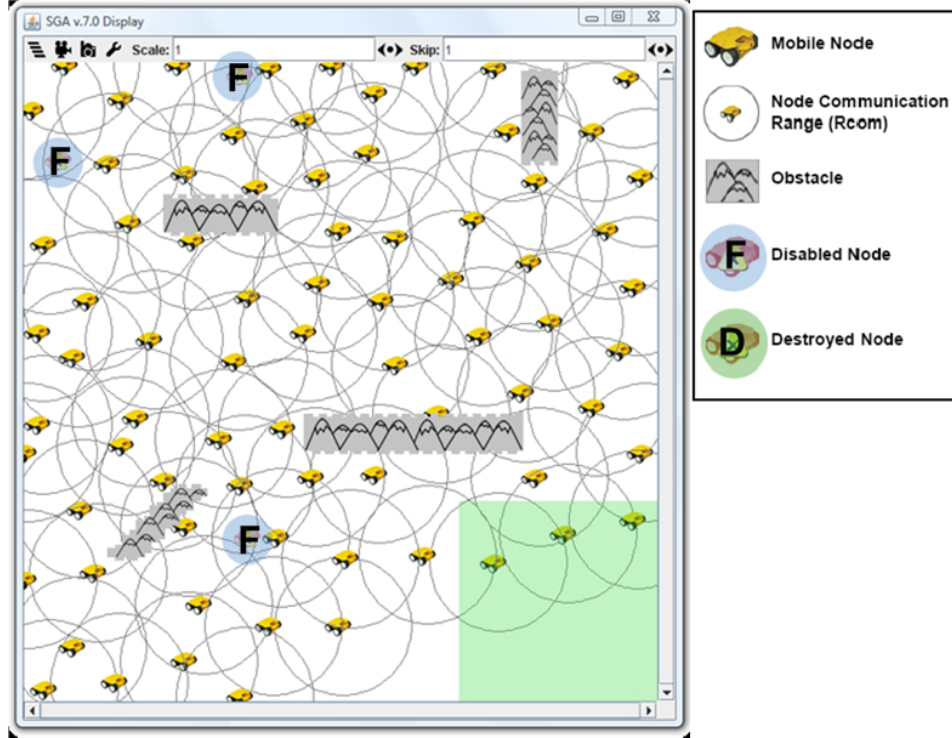 SGA v.7.0 Display
Scale: 1 Skip: 1
F
F
F
Mobile Node
Node Communication
Range (Rcom)
Obstacle
F Disabled Node
D Destroyed Node